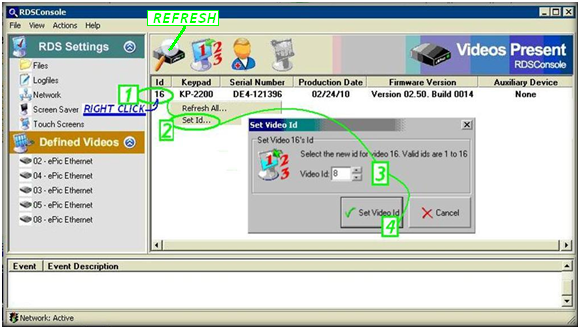 RDSConsole
File View Actions Help
REFRESH
RDS Settings
Files
Logfiles
Network
Screen Saver
Touch Screens
Defined Videos
02 - ePic Ethernet
04 - ePic Ethernet
03 - ePic Ethernet
05 - ePic Ethernet
08 - ePic Ethernet
Videos Present
RDSConsole
Id Keypad Serial Number Production Date Firmware Version Auxiliary Device
16 KP-2200 DE4-121396 02/24/10 Version 02.50. Build 0014 None
1
RIGHT CLICK
Refresh All...
2 Set Id...
Set Video Id
Set Video 16's Id
1 2 3
Select the new id for video 16. Valid ids are 1 to 16
Video Id: 8
3
Set Video Id
Cancel
4
Event Event Description
Network: Active